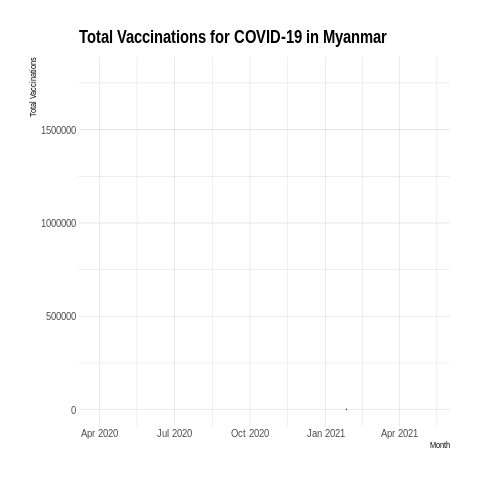 Total Vaccinations for COVID-19 in Myanmar
Total Vaccinations
1500000
1000000
500000
0
Apr 2020 Jul 2020 Oct 2020 Jan 2021 Apr 2021
Month